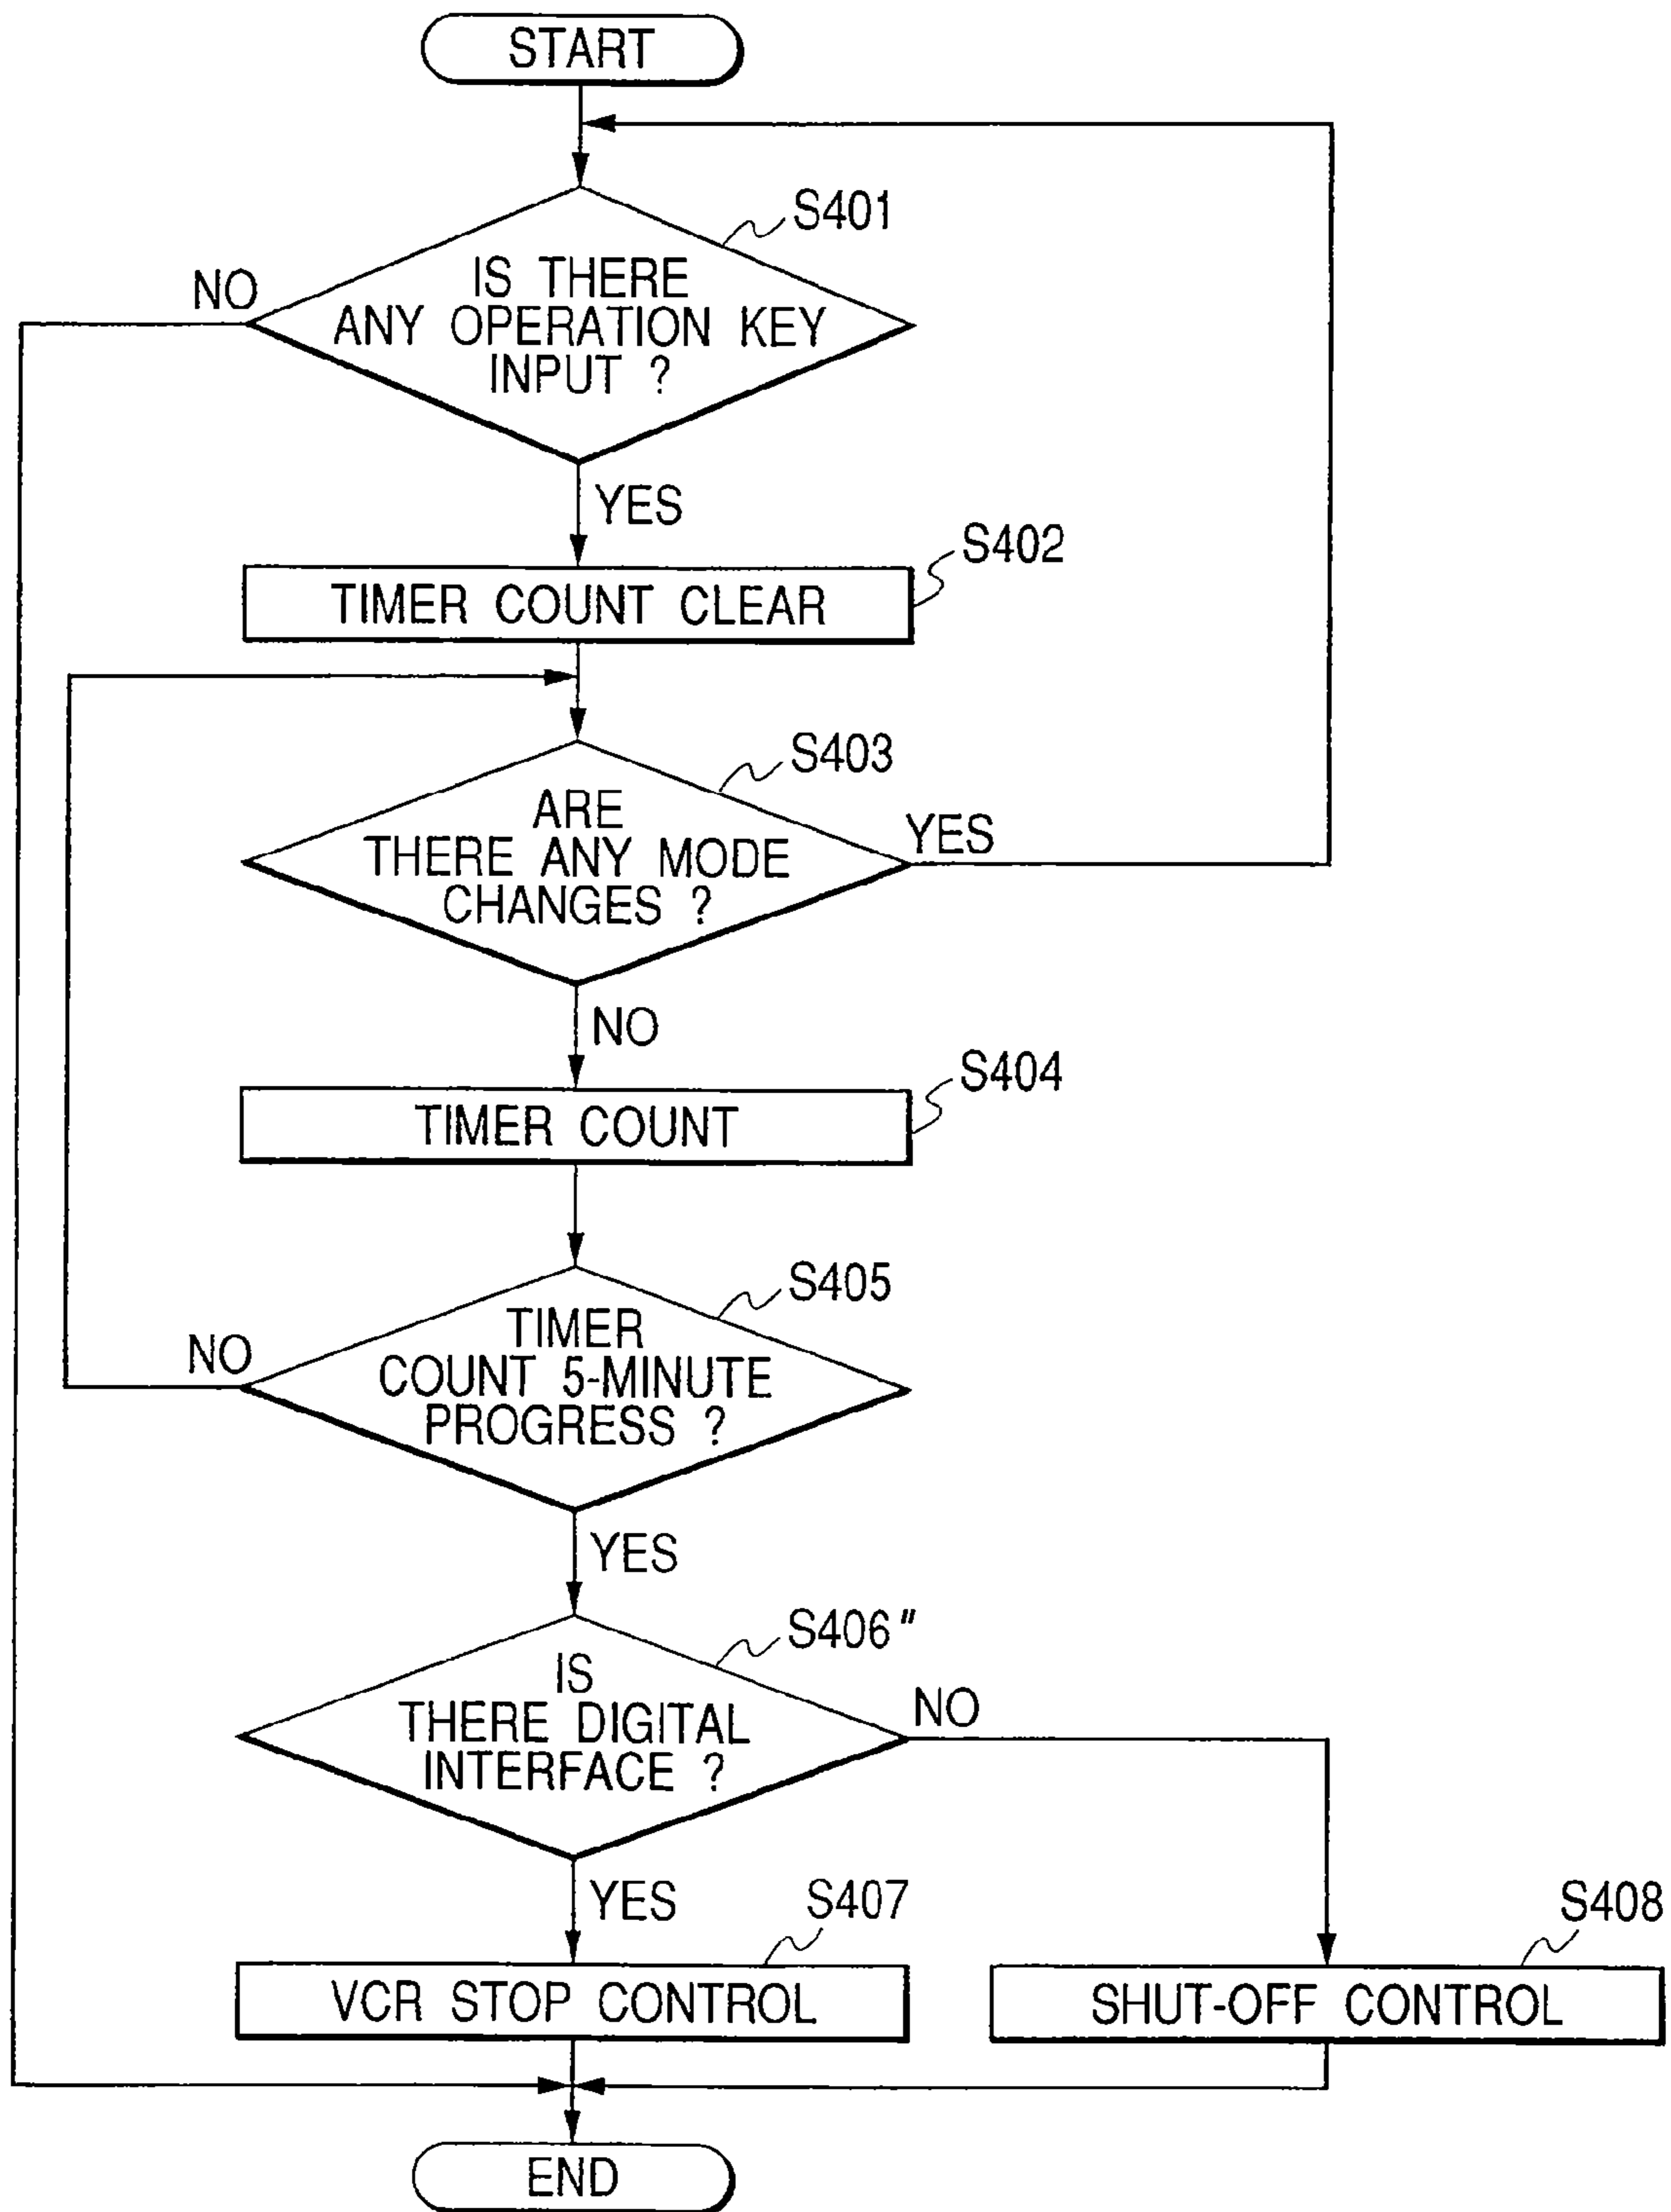 START
S401
IS THERE
ANY OPERATION KEY
INPUT ?
NO
YES
S402
TIMER COUNT CLEAR
S403
ARE
THERE ANY MODE
CHANGES ?
YES
NO
S404
TIMER COUNT
S405
TIMER
COUNT 5-MINUTE
PROGRESS ?
NO
YES
S406"
IS
THERE DIGITAL
INTERFACE ?
NO
YES
S407
VCR STOP CONTROL
S408
SHUT-OFF CONTROL
END